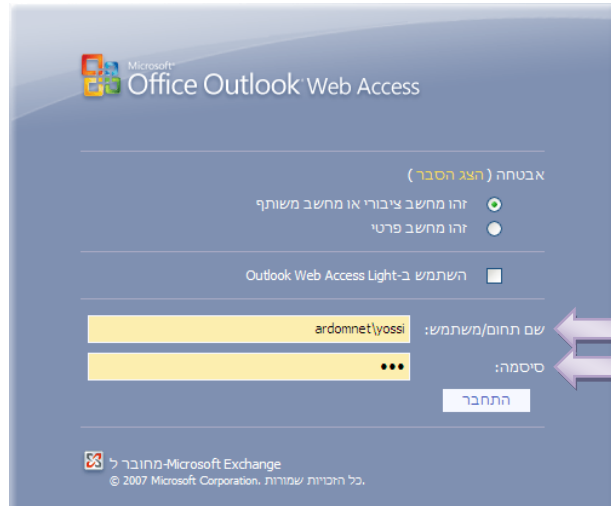 Microsoft®
Office Outlook® Web Access
אבטחה ( הצג הסבר )
זהו מחשב ציבורי או מחשב משותף
זהו מחשב פרטי
השתמש ב-Outlook Web Access Light
שם תחום/משתמש: ardomnet\yossi
סיסמה: •••
התחבר
מחובר ל-Microsoft Exchange
© 2007 Microsoft Corporation. כל הזכויות שמורות.